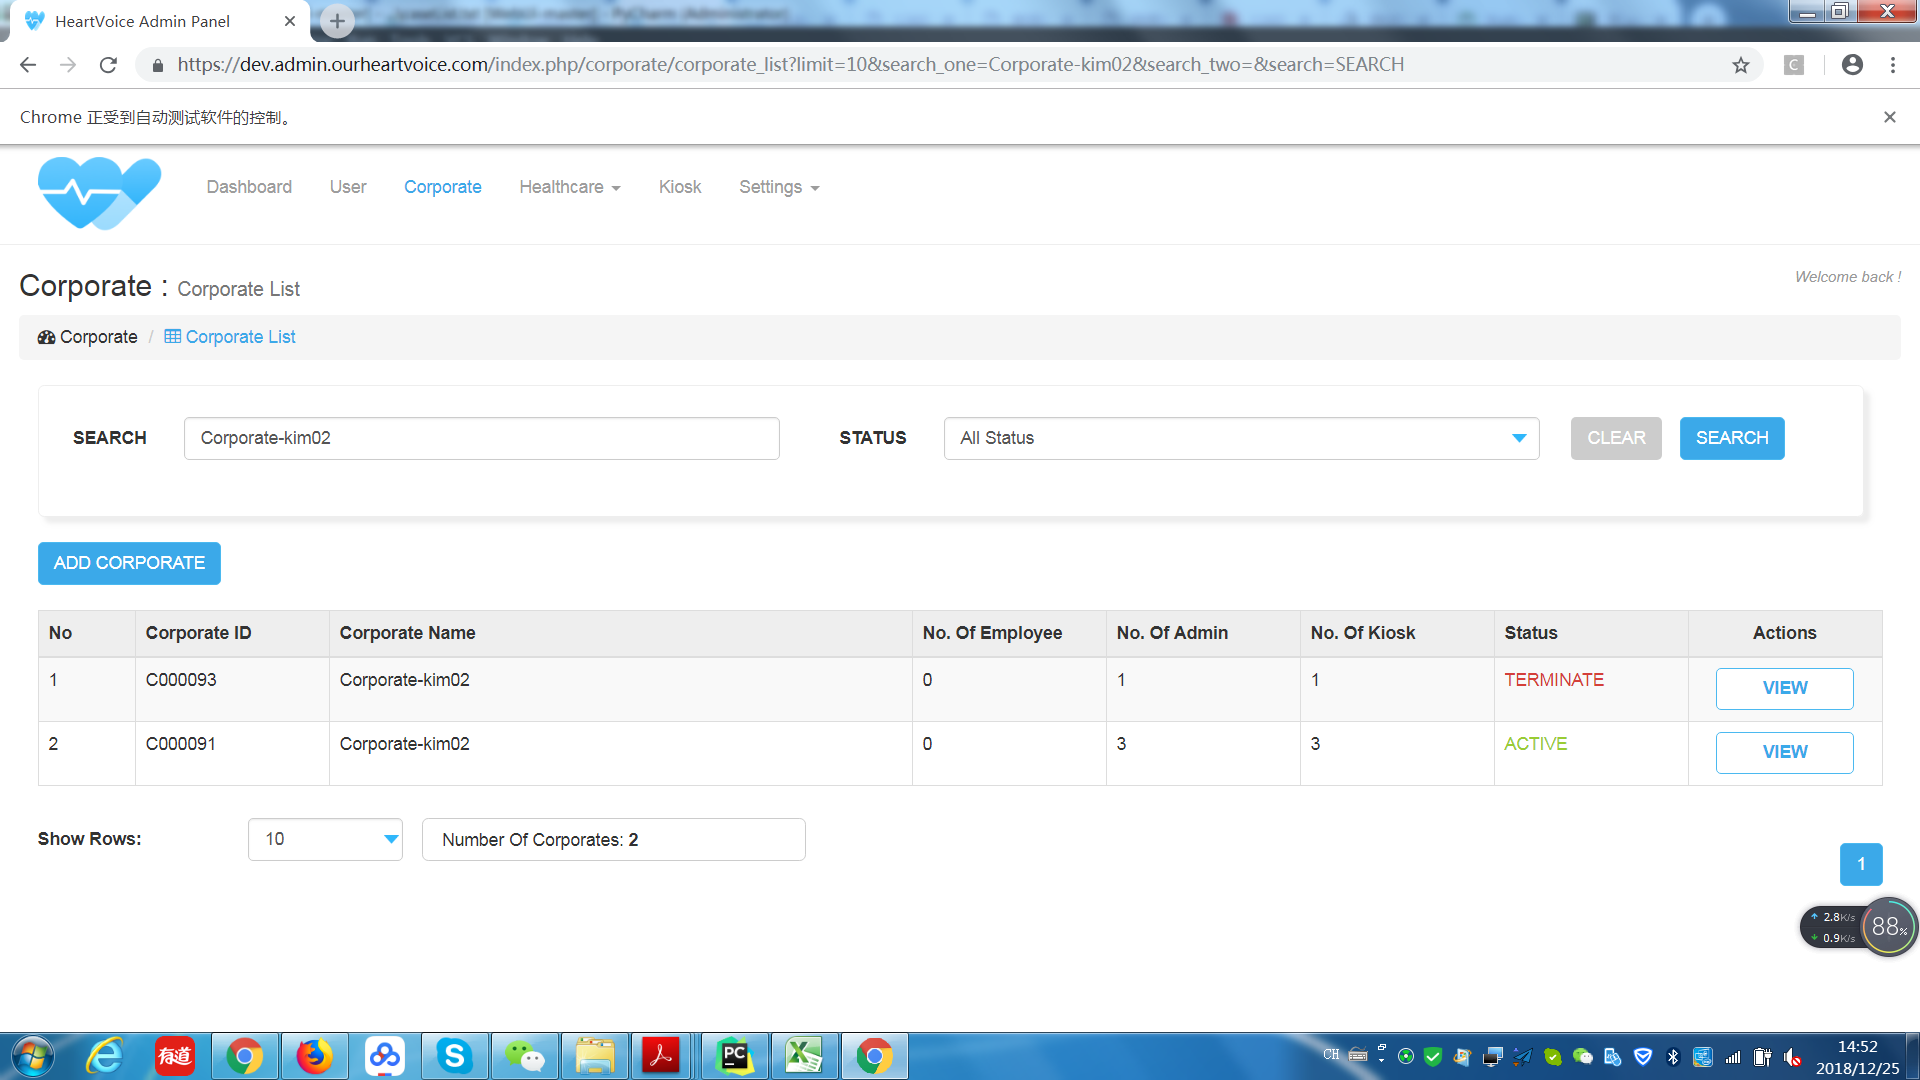 HeartVoice Admin Panel
https://dev.admin.ourheartvoice.com/index.php/corporate/corporate_list?limit=10&search_one=Corporate-kim02&search_two=&search=SEARCH
C
Chrome 正受到自动测试软件的控制。
Dashboard User Corporate Healthcare Kiosk Settings
Corporate : Corporate List
Welcome back !
Corporate / Corporate List
SEARCH Corporate-kim02 STATUS All Status CLEAR SEARCH
ADD CORPORATE
No Corporate ID Corporate Name No. Of Employee No. Of Admin No. Of Kiosk Status Actions
1 C000093 Corporate-kim02 0 1 1 TERMINATE VIEW
2 C000091 Corporate-kim02 0 3 3 ACTIVE VIEW
Show Rows: 10 Number Of Corporates: 2
1
2.8K/s
0.9K/s
88%
有道
PC
CH
14:52
2018/12/25